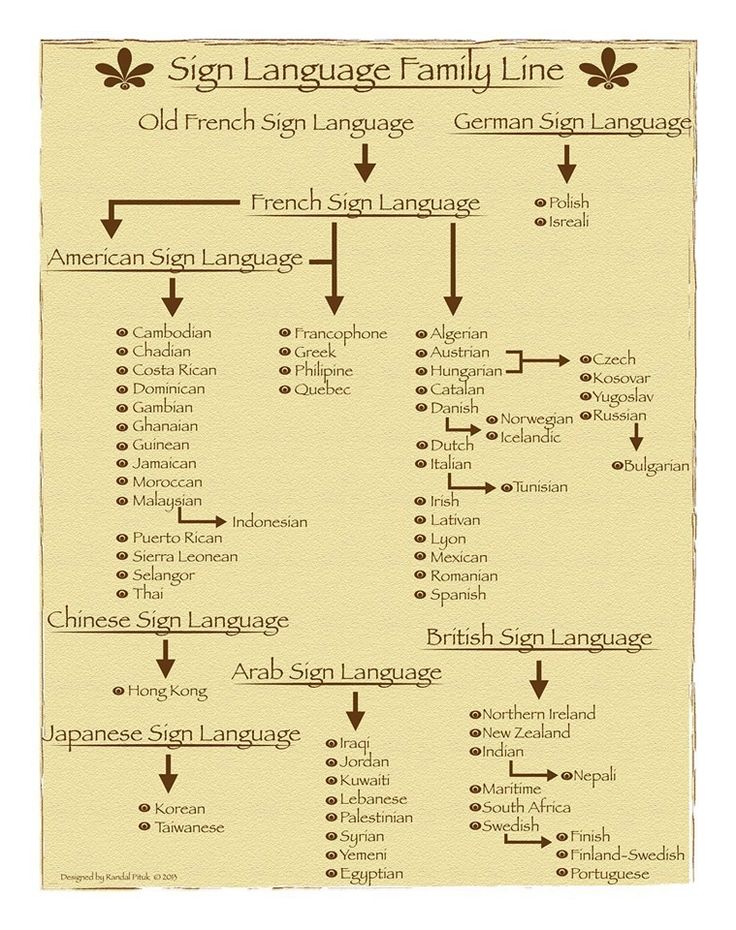 Sign Language Family Line
Old French Sign Language
German Sign Language
Polish
Isreali
French Sign Language
American Sign Language
Cambodian
Chadian
Costa Rican
Dominican
Gambian
Ghanaian
Guinean
Jamaican
Moroccan
Malaysian
Indonesian
Puerto Rican
Sierra Leonean
Selangor
Thai
Francophone
Greek
Philipine
Quebec
Algerian
Austrian
Hungarian
Catalan
Danish
Norwegian
Icelandic
Dutch
Italian
Tunisian
Irish
Lativan
Lyon
Mexican
Romanian
Spanish
Czech
Kosovar
Yugoslav
Russian
Bulgarian
Chinese Sign Language
Hong Kong
Japanese Sign Language
Korean
Taiwanese
Arab Sign Language
Iraqi
Jordan
Kuwaiti
Lebanese
Palestinian
Syrian
Yemeni
Egyptian
British Sign Language
Northern Ireland
New Zealand
Indian
Nepali
Maritime
South Africa
Swedish
Finish
Finland-Swedish
Portuguese
Designed by Randal Pituk © 2013